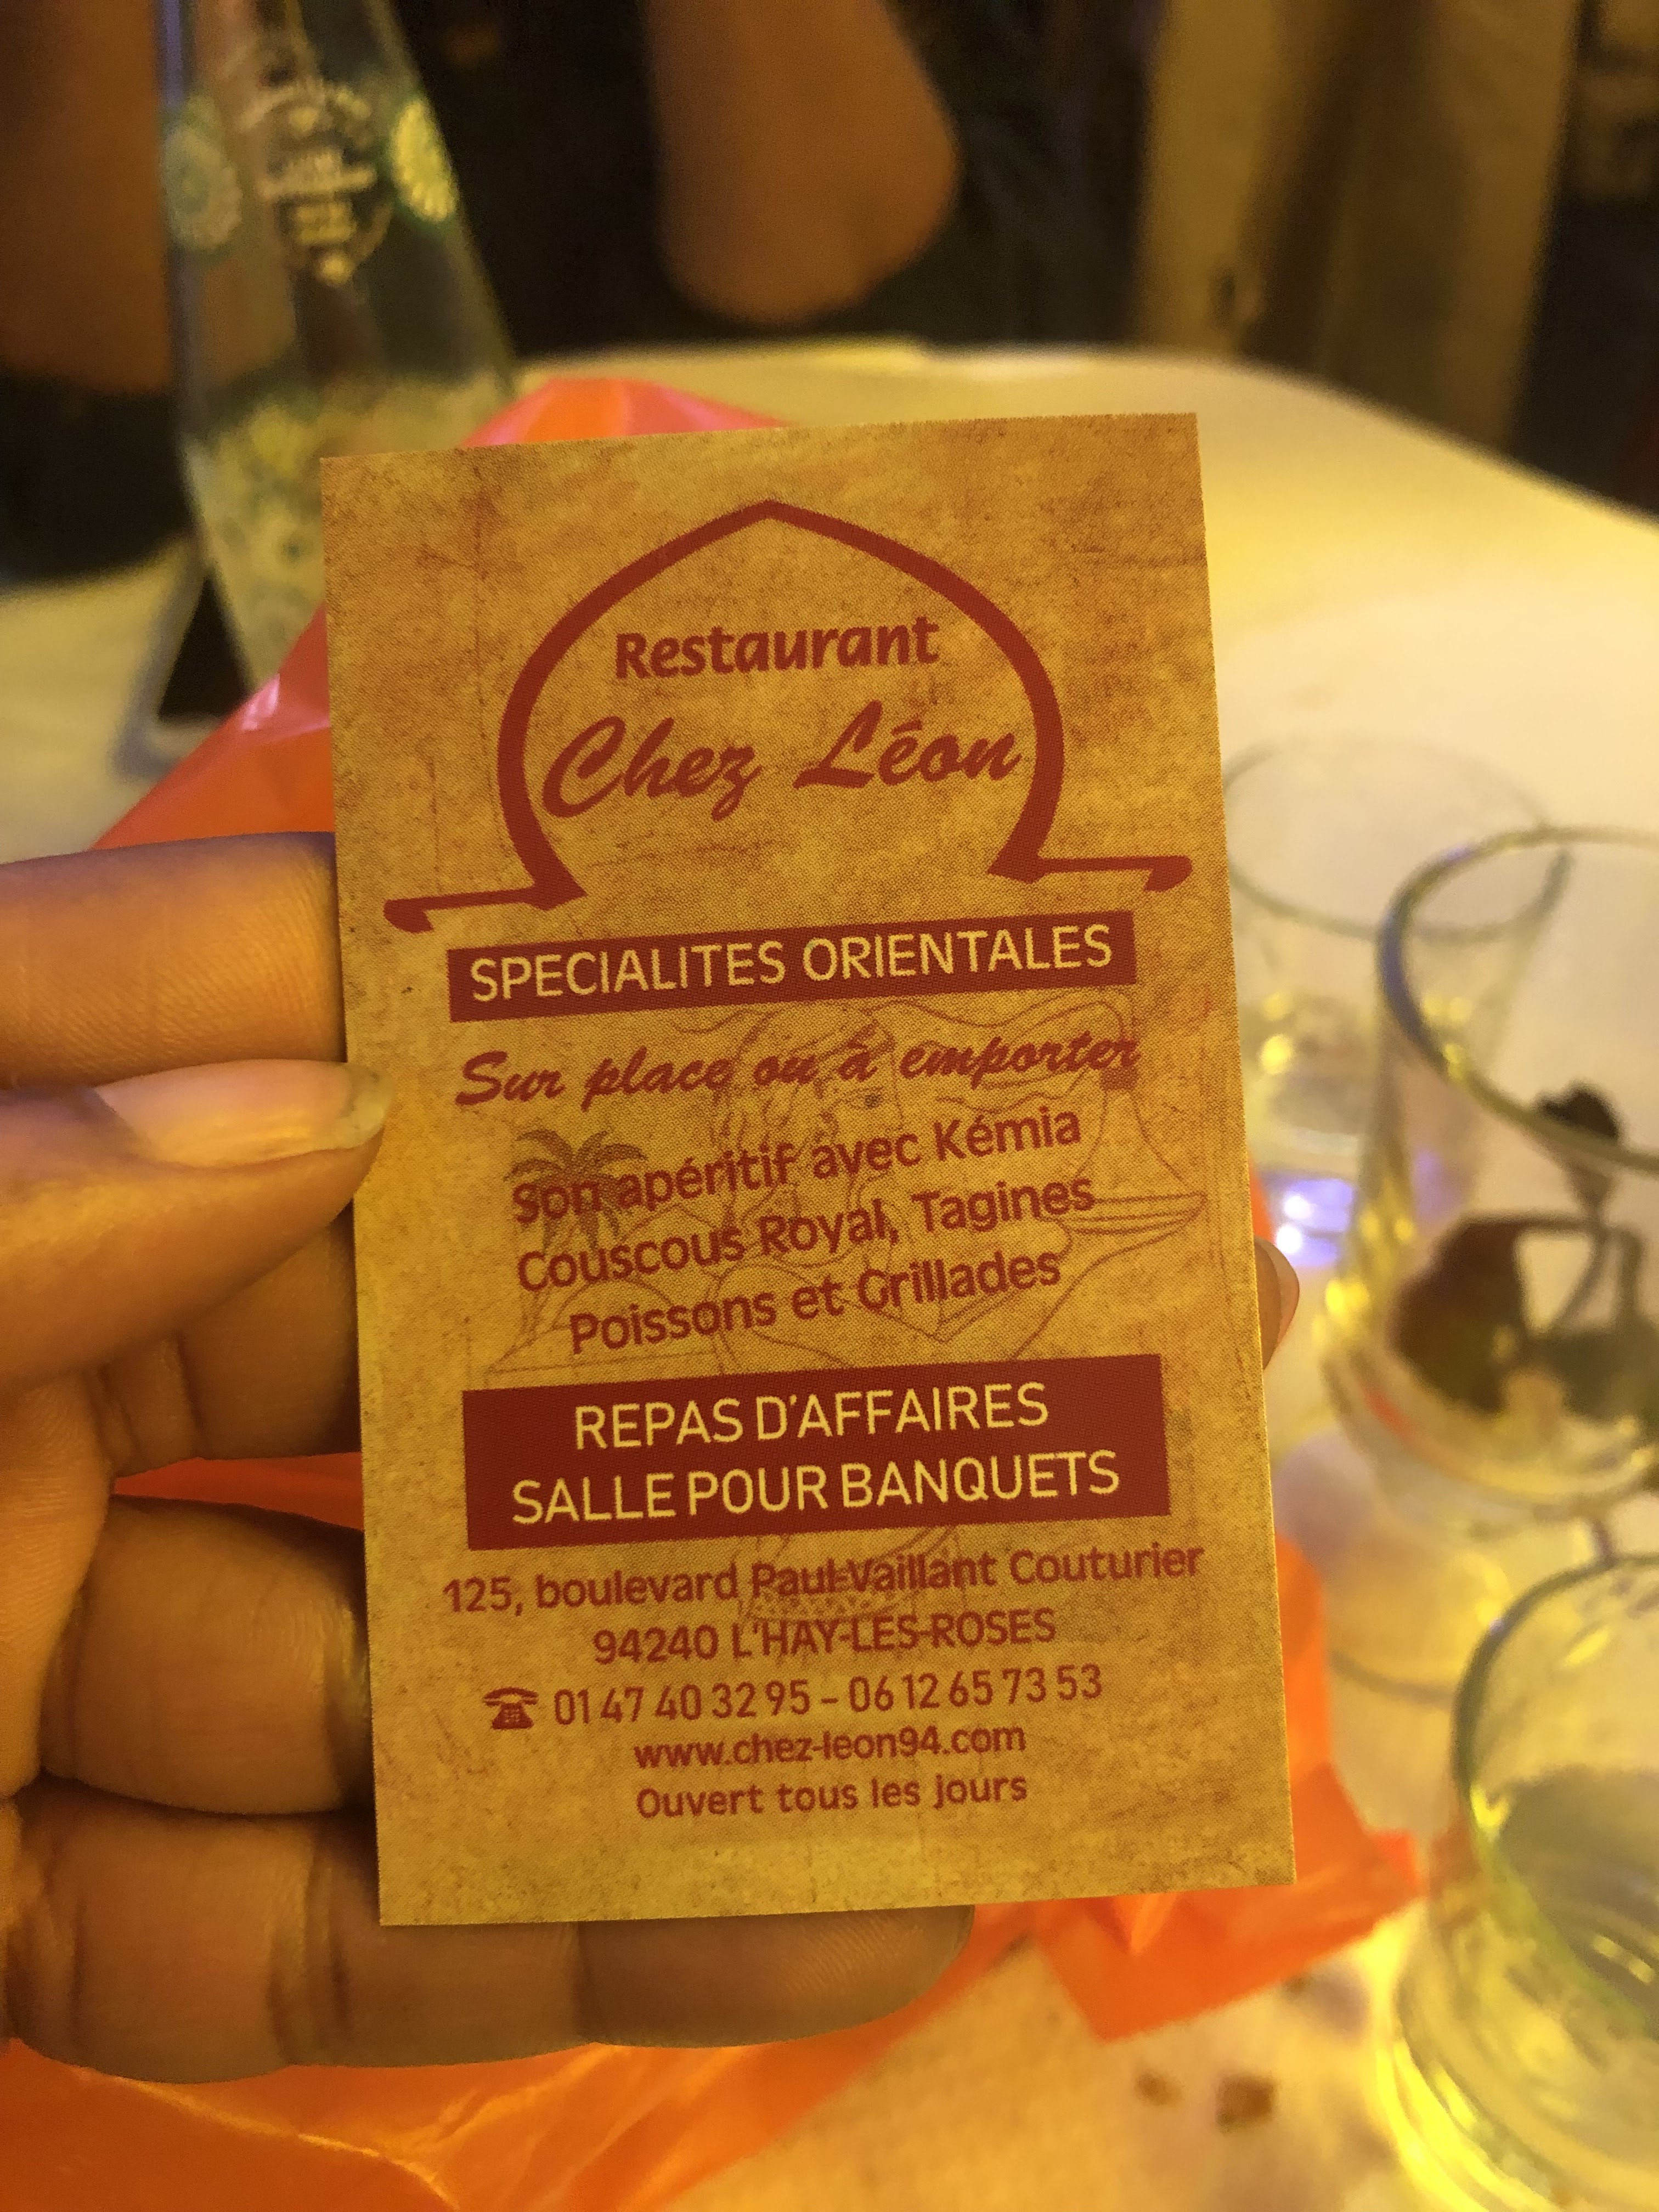 Restaurant
Chez Léon
SPECIALITES ORIENTALES
Sur place ou à emporter
Son apéritif avec Kémia
Couscous Royal, Tagines
Poissons et Grillades
REPAS D'AFFAIRES
SALLE POUR BANQUETS
125, boulevard Paul-Vaillant Couturier
94240 L'HAY-LES-ROSES
☎ 01 47 40 32 95 - 06 12 65 73 53
www.chez-leon94.com
Ouvert tous les jours